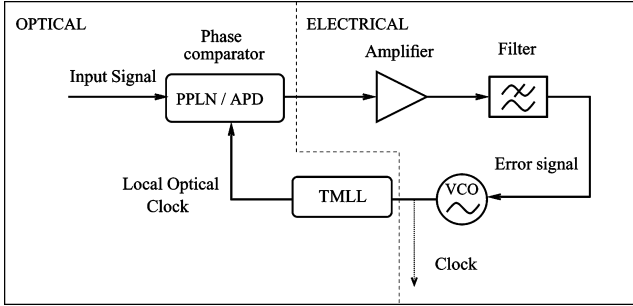 OPTICAL
ELECTRICAL
Phase
comparator
Amplifier
Filter
Input Signal
PPLN / APD
Error signal
Local Optical
Clock
TMLL
VCO
Clock